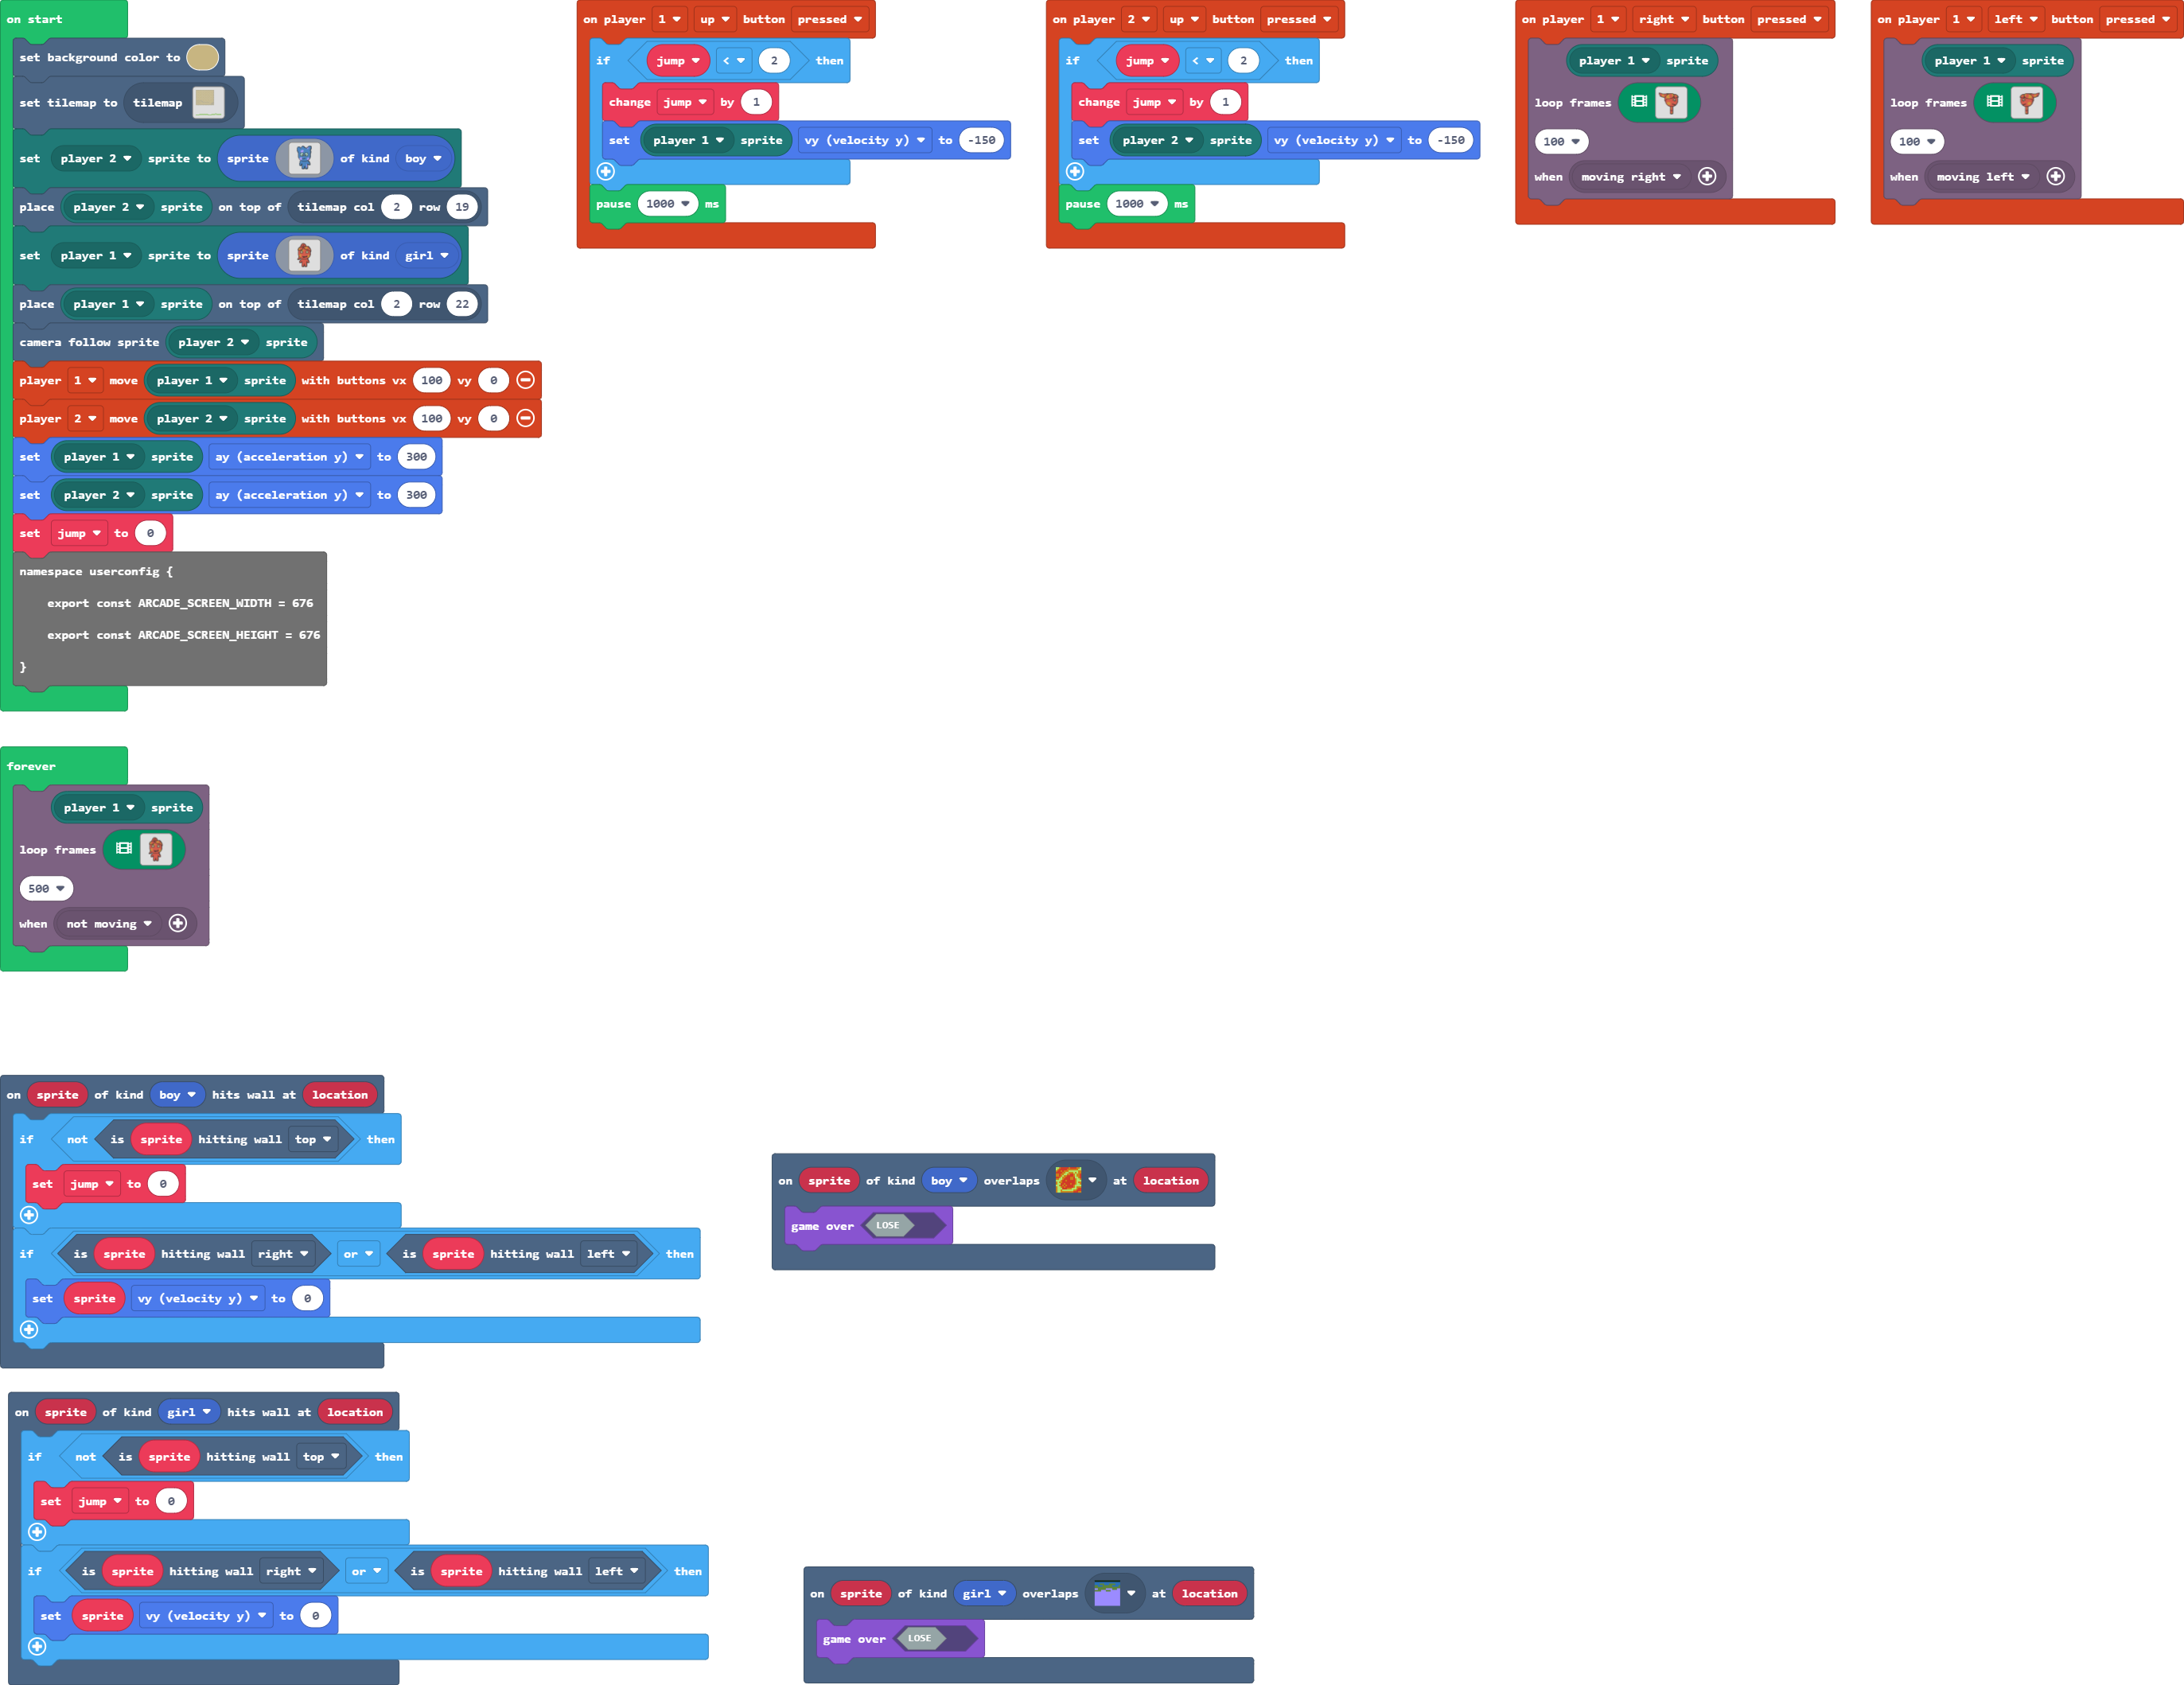 on start
set background color to
set tilemap to tilemap
set player 2 sprite to sprite of kind boy
place player 2 sprite on top of tilemap col 2 row 19
set player 1 sprite to sprite of kind girl
place player 1 sprite on top of tilemap col 2 row 22
camera follow sprite player 2 sprite
player 1 move player 1 sprite with buttons vx 100 vy 0
player 2 move player 2 sprite with buttons vx 100 vy 0
set player 1 sprite ay (acceleration y) to 300
set player 2 sprite ay (acceleration y) to 300
set jump to 0
namespace userconfig {
export const ARCADE_SCREEN_WIDTH = 676
export const ARCADE_SCREEN_HEIGHT = 676
}
on player 1 up button pressed
if jump < 2 then
change jump by 1
set player 1 sprite vy (velocity y) to -150
pause 1000 ms
on player 2 up button pressed
if jump < 2 then
change jump by 1
set player 2 sprite vy (velocity y) to -150
pause 1000 ms
on player 1 right button pressed
player 1 sprite
loop frames
100
when moving right
on player 1 left button pressed
player 1 sprite
loop frames
100
when moving left
forever
player 1 sprite
loop frames
500
when not moving
on sprite of kind boy hits wall at location
if not is sprite hitting wall top then
set jump to 0
if is sprite hitting wall right or is sprite hitting wall left then
set sprite vy (velocity y) to 0
on sprite of kind boy overlaps at location
game over LOSE
on sprite of kind girl hits wall at location
if not is sprite hitting wall top then
set jump to 0
if is sprite hitting wall right or is sprite hitting wall left then
set sprite vy (velocity y) to 0
on sprite of kind girl overlaps at location
game over LOSE